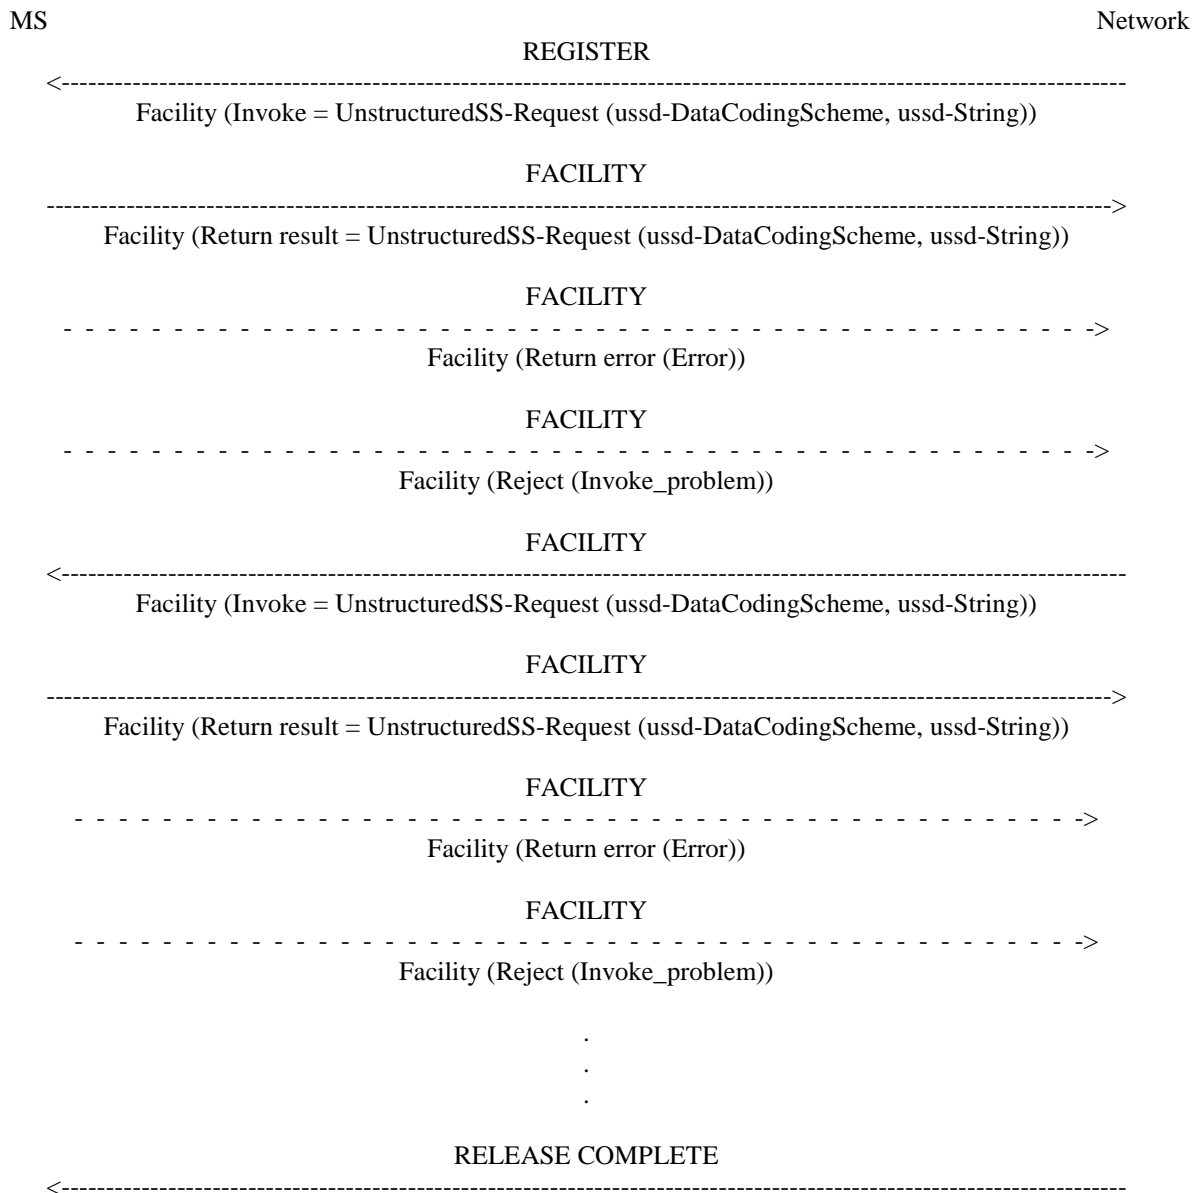 MS Network
REGISTER
<------------------------------------------------------------------------------------------------------------------------
Facility (Invoke = UnstructuredSS-Request (ussd-DataCodingScheme, ussd-String))
FACILITY
------------------------------------------------------------------------------------------------------------------------>
Facility (Return result = UnstructuredSS-Request (ussd-DataCodingScheme, ussd-String))
FACILITY
- - - - - - - - - - - - - - - - - - - - - - - - - - - - - - - - - - - - - - - - - - - - - - - ->
Facility (Return error (Error))
FACILITY
- - - - - - - - - - - - - - - - - - - - - - - - - - - - - - - - - - - - - - - - - - - - - - - ->
Facility (Reject (Invoke_problem))
FACILITY
<------------------------------------------------------------------------------------------------------------------------
Facility (Invoke = UnstructuredSS-Request (ussd-DataCodingScheme, ussd-String))
FACILITY
------------------------------------------------------------------------------------------------------------------------>
Facility (Return result = UnstructuredSS-Request (ussd-DataCodingScheme, ussd-String))
FACILITY
- - - - - - - - - - - - - - - - - - - - - - - - - - - - - - - - - - - - - - - - - - - - - - ->
Facility (Return error (Error))
FACILITY
- - - - - - - - - - - - - - - - - - - - - - - - - - - - - - - - - - - - - - - - - - - - - - ->
Facility (Reject (Invoke_problem))
.
.
.
RELEASE COMPLETE
<------------------------------------------------------------------------------------------------------------------------